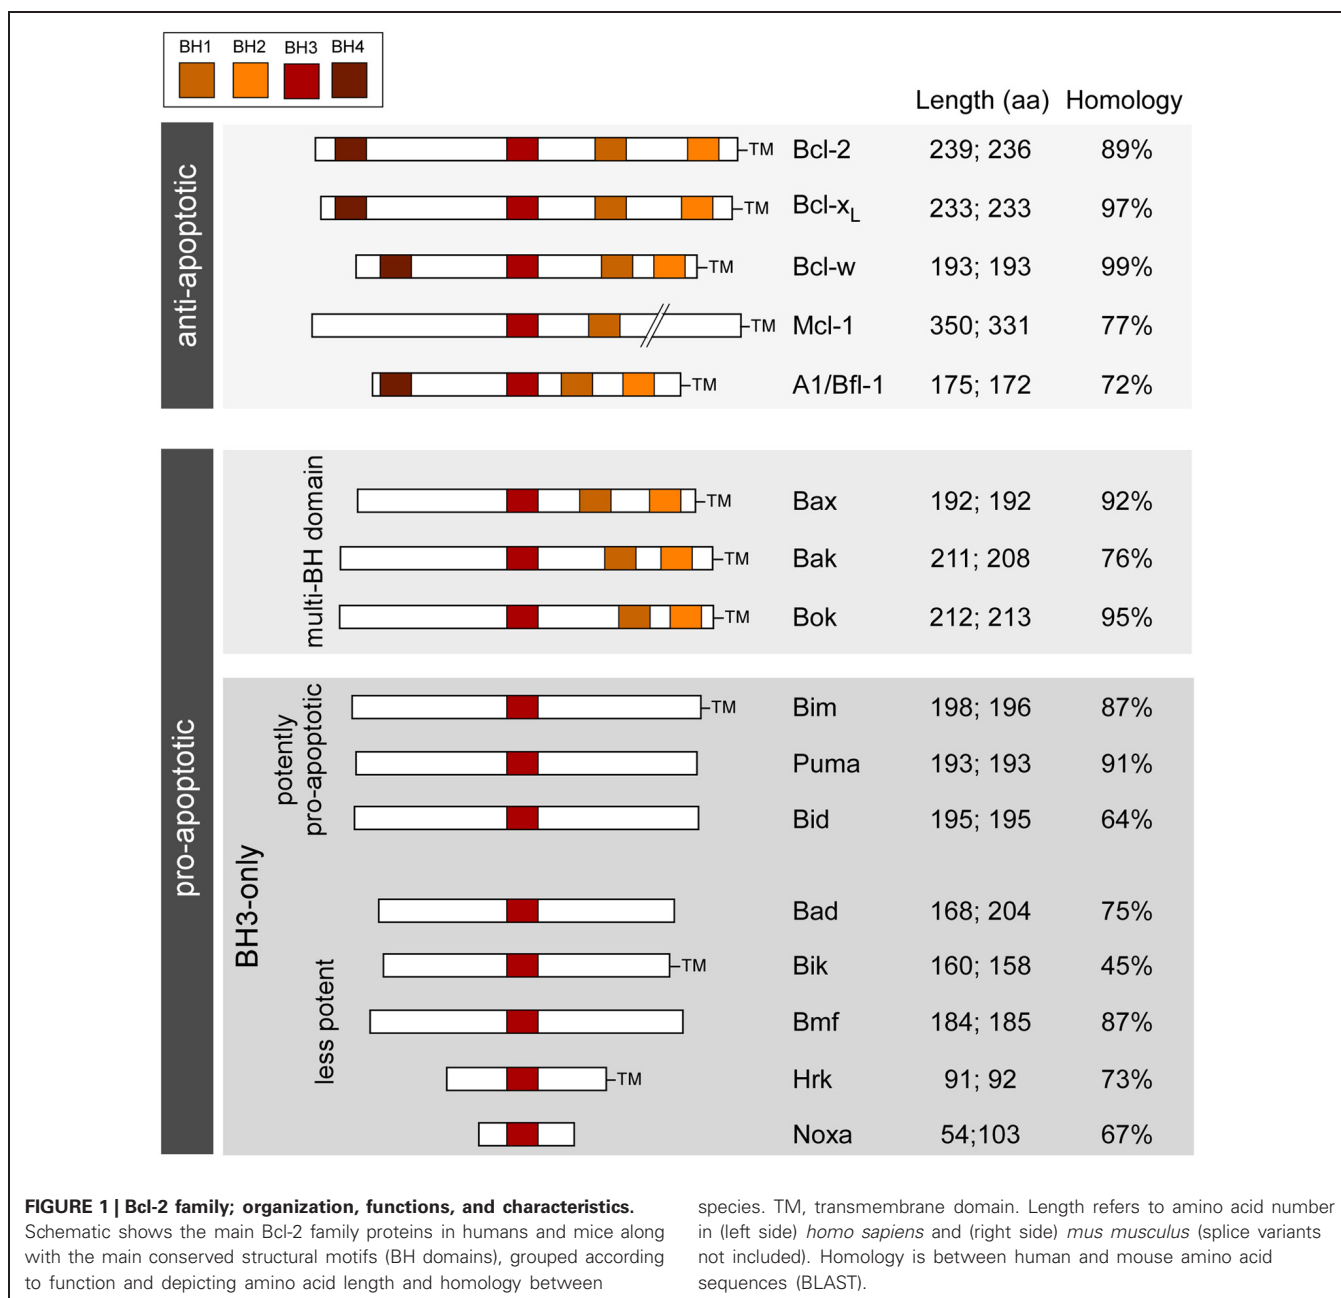 BH1 BH2 BH3 BH4
Length (aa) Homology
anti-apoptotic
TM Bcl-2 239; 236 89%
TM Bcl-xL 233; 233 97%
TM Bcl-w 193; 193 99%
TM Mcl-1 350; 331 77%
TM A1/Bfl-1 175; 172 72%
pro-apoptotic
multi-BH domain
TM Bax 192; 192 92%
TM Bak 211; 208 76%
TM Bok 212; 213 95%
BH3-only
potently
pro-apoptotic
TM Bim 198; 196 87%
Puma 193; 193 91%
Bid 195; 195 64%
less potent
Bad 168; 204 75%
TM Bik 160; 158 45%
Bmf 184; 185 87%
TM Hrk 91; 92 73%
Noxa 54;103 67%
FIGURE 1 | Bcl-2 family; organization, functions, and characteristics.
Schematic shows the main Bcl-2 family proteins in humans and mice along
with the main conserved structural motifs (BH domains), grouped according
to function and depicting amino acid length and homology between
species. TM, transmembrane domain. Length refers to amino acid number
in (left side) homo sapiens and (right side) mus musculus (splice variants
not included). Homology is between human and mouse amino acid
sequences (BLAST).